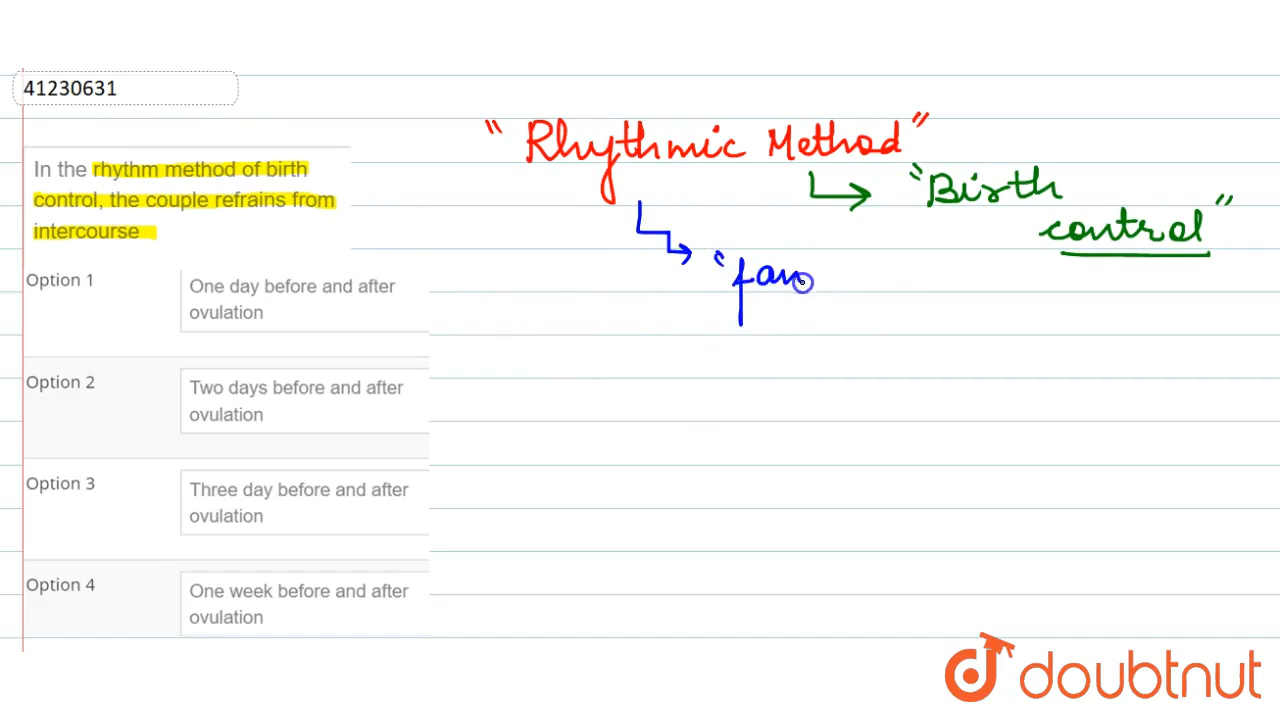 41230631
In the rhythm method of birth
control, the couple refrains from
intercourse
Option 1
One day before and after
ovulation
Option 2
Two days before and after
ovulation
Option 3
Three day before and after
ovulation
Option 4
One week before and after
ovulation
"Rhythmic Method"
"Birth
control"
"fam
doubtnut